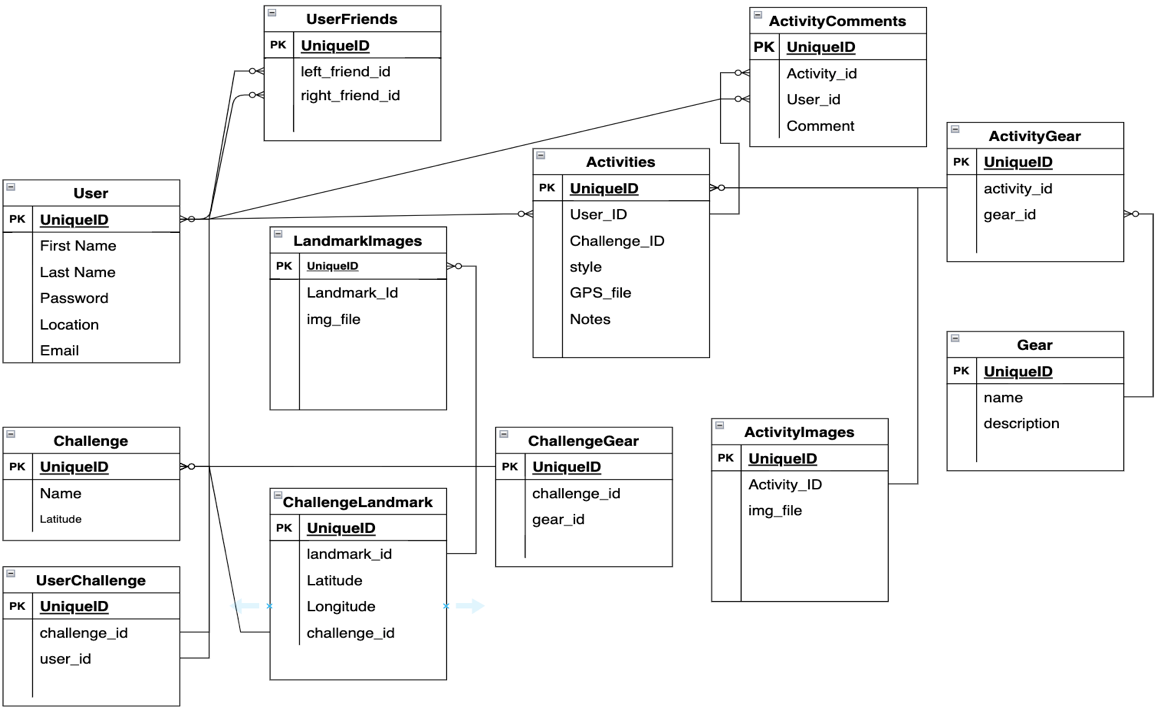 UserFriends
PK UniqueID
left_friend_id
right_friend_id
ActivityComments
PK UniqueID
Activity_id
User_id
Comment
ActivityGear
PK UniqueID
activity_id
gear_id
Activities
PK UniqueID
User_ID
Challenge_ID
style
GPS_file
Notes
User
PK UniqueID
First Name
Last Name
Password
Location
Email
LandmarkImages
PK UniqueID
Landmark_Id
img_file
Gear
PK UniqueID
name
description
Challenge
PK UniqueID
Name
Latitude
ChallengeGear
PK UniqueID
challenge_id
gear_id
ActivityImages
PK UniqueID
Activity_ID
img_file
ChallengeLandmark
PK UniqueID
landmark_id
Latitude
Longitude
challenge_id
UserChallenge
PK UniqueID
challenge_id
user_id